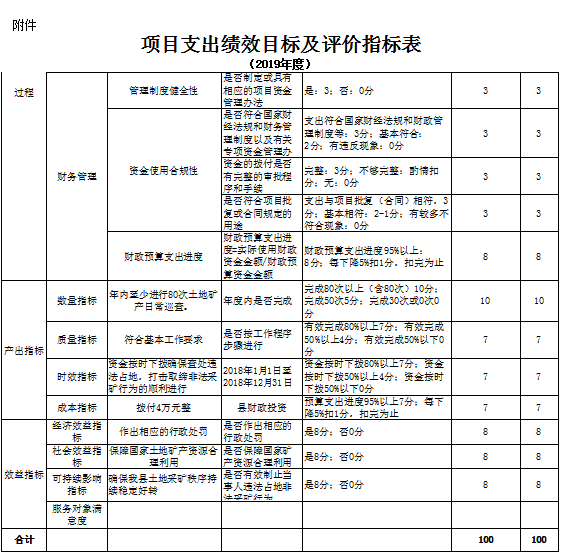 附件
项目支出绩效目标及评价指标表
（2019年度）
过程
财务管理
管理制度健全性
是否制定或具有
相应的项目资金
管理办法
是：3；否：0分
3
3
资金使用合规性
是否符合国家财
经法规和财务管
理制度以及有关
专项资金管理办
支出符合国家财经法规和财政管
理制度等：3分；基本符合：
2分；有违反现象：0分
3
3
资金的拨付是否
有完整的审批程
序和手续
完整：3分；不够完整：酌情扣
分；无：0分
3
3
是否符合项目批
复或合同规定的
用途
支出与项目批复（合同）相符，3
分；基本相符：2-1分；有较多不
符合现象：0分
3
3
财政预算支出进度
财政预算支出进
度=实际使用财政
资金金额/财政预
算资金金额
财政预算支出进度95%以上：
8分；每下降5%扣1分，扣完为止
8
8
产出指标
数量指标
年内至少进行80次土地矿
产日常巡查。
年度内是否完成
完成80次以上（含80次）10分；
完成50次5分；完成30次或0次0
分
10
10
质量指标
符合基本工作要求
是否按工作程序
步骤进行
有效完成80%以上7分；有效完成
50%以上4分；有效完成50%以下0
分
7
7
时效指标
资金按时下拨确保查处违
法占地，打击取缔非法采
矿行为的顺利进行
2018年1月1日至
2018年12月31日
资金按时下拨80%以上7分；资金
按时下拨50%以上4分；资金按时
下拨50%以下0分
7
7
成本指标
拨付4万元整
县财政投资
预算支出进度95%以上7分；每下
降5%扣1分，扣完为止
7
7
效益指标
经济效益指
标
作出相应的行政处罚
是否作出相应的
行政处罚
是8分；否0分
8
8
社会效益指
标
保障国家土地矿产资源合
理利用
是否保障国家矿
产资源合理利用
是8分；否0分
8
8
可持续影响
指标
确保我县土地采矿秩序持
续稳定好转
是否有效制止当
事人违法占地非
法采矿行为
是8分；否0分
8
8
服务对象满
意度
合计
100
100